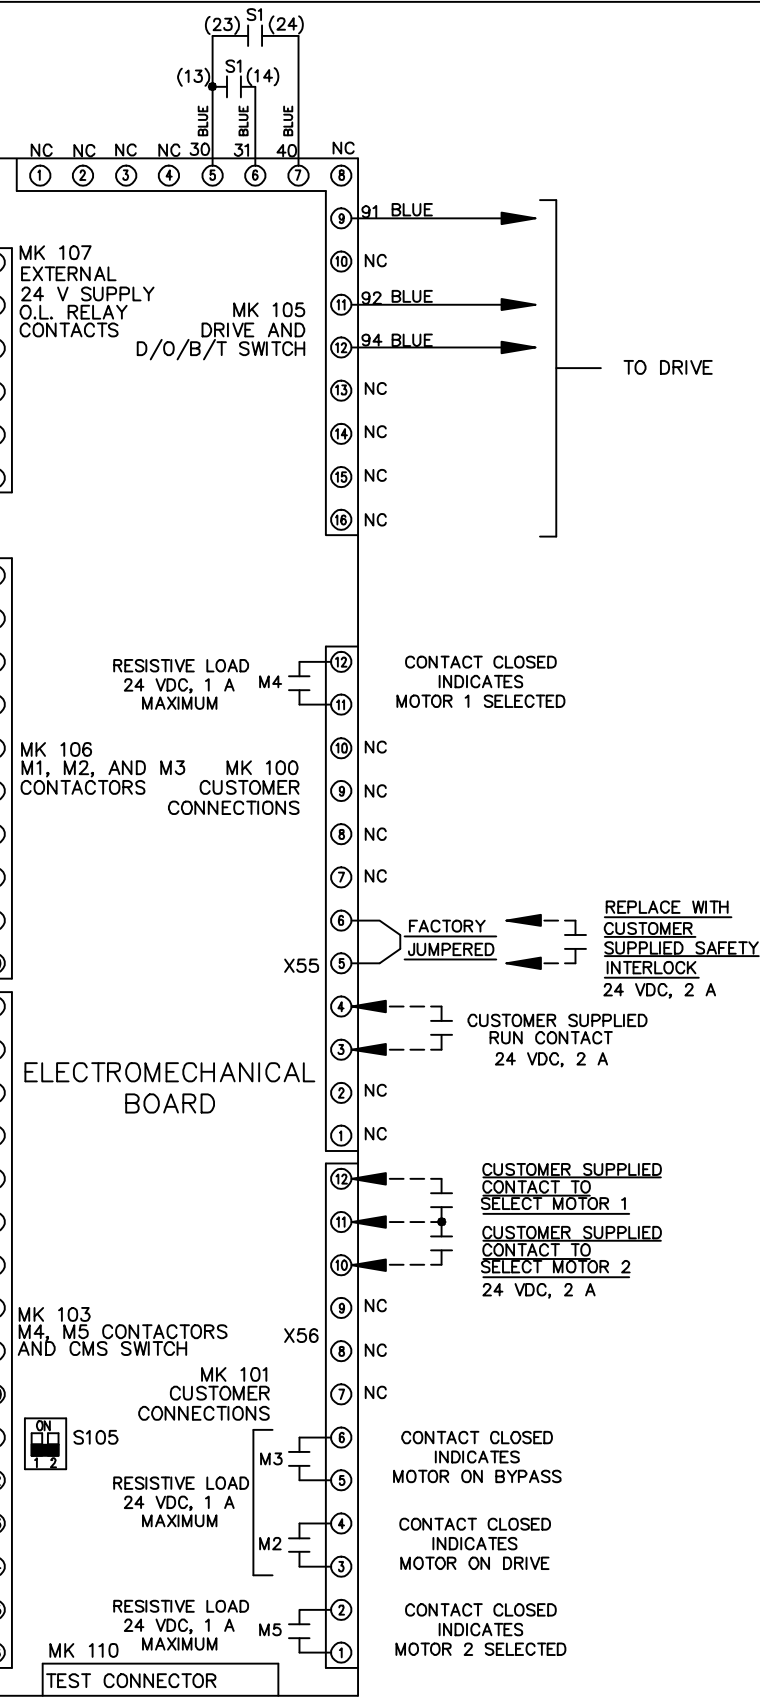 S1
(23) (24)
S1
(13) (14)
BLUE BLUE BLUE
NC NC NC NC 30 31 40 NC
1 2 3 4 5 6 7 8
9 91 BLUE
10 NC
11 92 BLUE
12 94 BLUE
13 NC
14 NC
15 NC
16 NC
TO DRIVE
MK 107
EXTERNAL
24 V SUPPLY
O.L. RELAY
CONTACTS
MK 105
DRIVE AND
D/O/B/T SWITCH
RESISTIVE LOAD
24 VDC, 1 A
MAXIMUM
M4
12
11
CONTACT CLOSED
INDICATES
MOTOR 1 SELECTED
MK 106
M1, M2, AND M3
CONTACTORS
MK 100
CUSTOMER
CONNECTIONS
10 NC
9 NC
8 NC
7 NC
6
5
X55
FACTORY
JUMPERED
REPLACE WITH
CUSTOMER
SUPPLIED SAFETY
INTERLOCK
24 VDC, 2 A
4
3
CUSTOMER SUPPLIED
RUN CONTACT
24 VDC, 2 A
ELECTROMECHANICAL
BOARD
2 NC
1 NC
12
11
10
CUSTOMER SUPPLIED
CONTACT TO
SELECT MOTOR 1
CUSTOMER SUPPLIED
CONTACT TO
SELECT MOTOR 2
24 VDC, 2 A
MK 103
M4, M5 CONTACTORS
AND CMS SWITCH
X56
9 NC
8 NC
7 NC
MK 101
CUSTOMER
CONNECTIONS
ON
1 2
S105
M3
6
5
CONTACT CLOSED
INDICATES
MOTOR ON BYPASS
RESISTIVE LOAD
24 VDC, 1 A
MAXIMUM
M2
4
3
CONTACT CLOSED
INDICATES
MOTOR ON DRIVE
RESISTIVE LOAD
24 VDC, 1 A
MAXIMUM
M5
2
1
CONTACT CLOSED
INDICATES
MOTOR 2 SELECTED
MK 110
TEST CONNECTOR